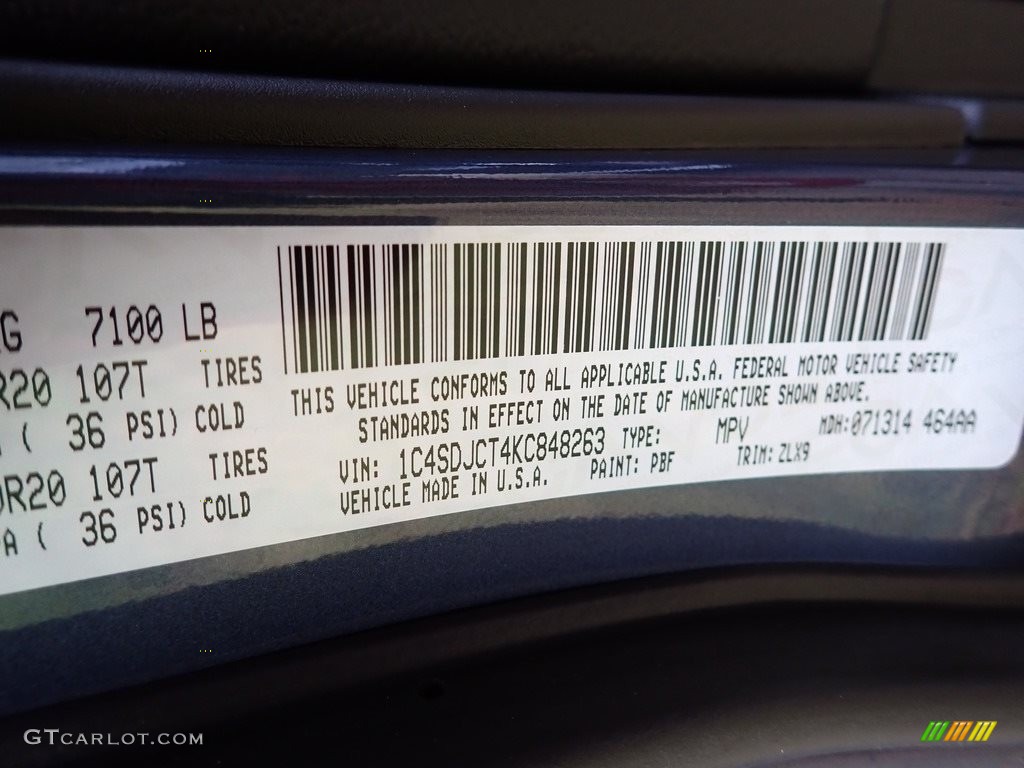 G 7100 LB
R20 107T TIRES
( 36 PSI) COLD
R20 107T TIRES
A ( 36 PSI) COLD
THIS VEHICLE CONFORMS TO ALL APPLICABLE U.S.A. FEDERAL MOTOR VEHICLE SAFETY
STANDARDS IN EFFECT ON THE DATE OF MANUFACTURE SHOWN ABOVE.
VIN: 1C4SDJCT4KC848263 TYPE: MPV MDH:071314 464AA
VEHICLE MADE IN U.S.A. PAINT: PBF TRIM: ZLX9
GTCARLOT.COM